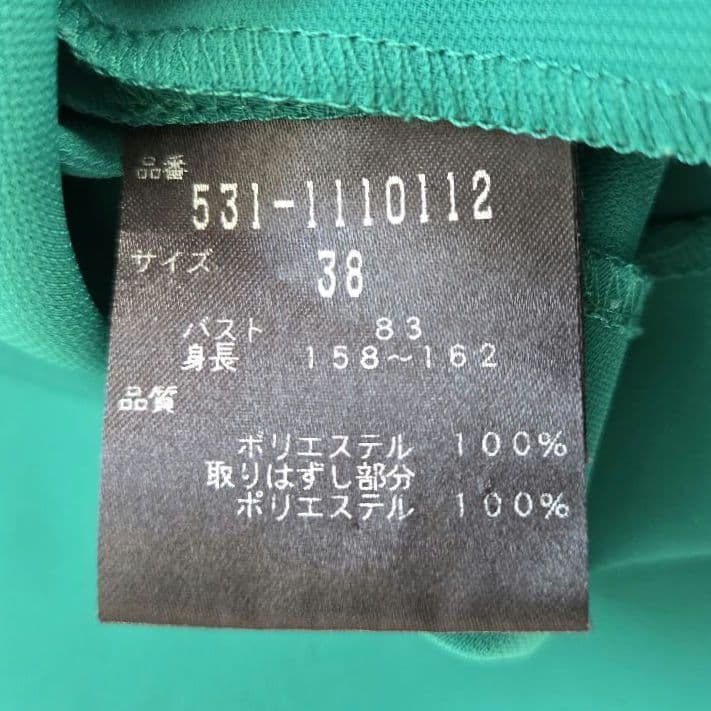 品番
531-1110112
サイズ
38
バスト 83
身長 158～162
品質
ポリエステル 100%
取りはずし部分
ポリエステル 100%